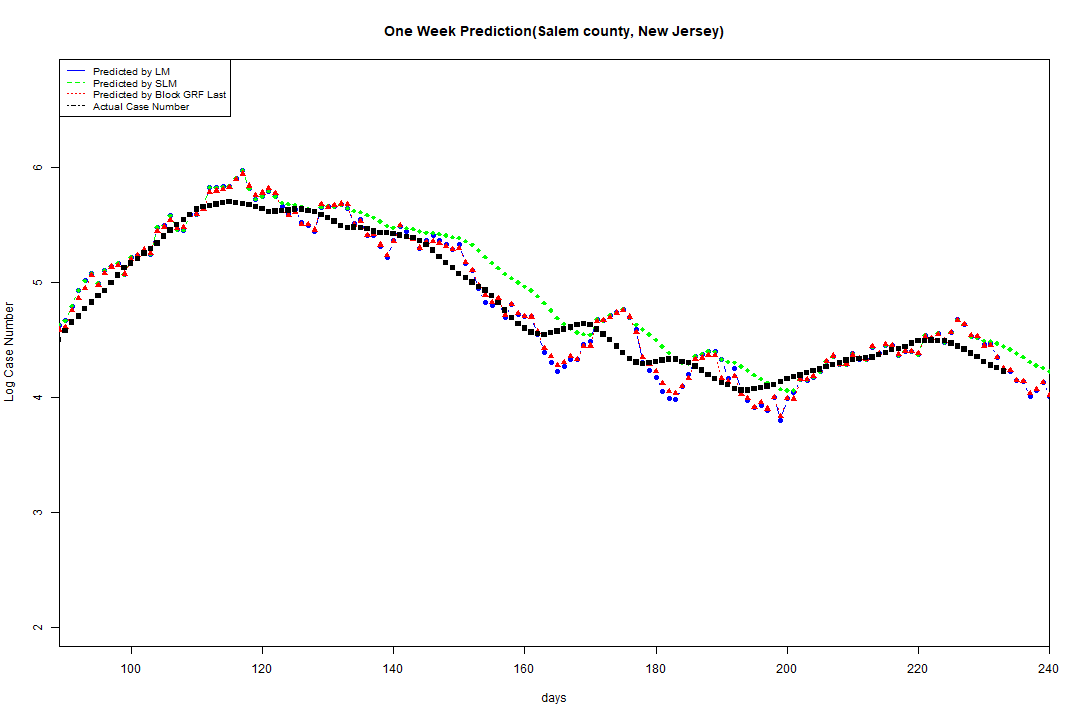 One Week Prediction(Salem county, New Jersey)
Predicted by LM
Predicted by SLM
Predicted by Block GRF Last
Actual Case Number
6
5
4
3
2
Log Case Number
100 120 140 160 180 200 220 240
days